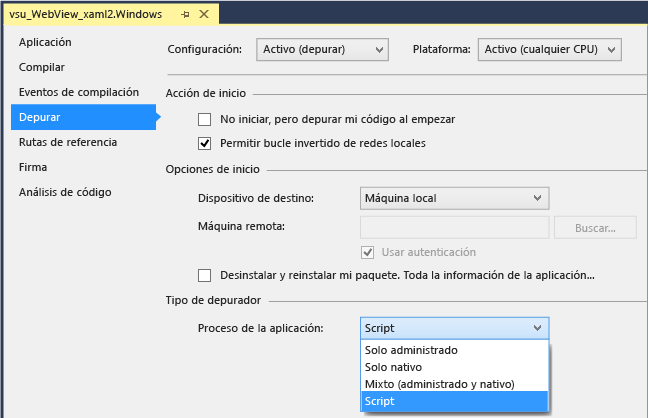 vsu_WebView_xaml2.Windows
Aplicación
Compilar
Eventos de compilación
Depurar
Rutas de referencia
Firma
Análisis de código
Configuración: Activo (depurar) Plataforma: Activo (cualquier CPU)
Acción de inicio
No iniciar, pero depurar mi código al empezar
Permitir bucle invertido de redes locales
Opciones de inicio
Dispositivo de destino: Máquina local
Máquina remota: Buscar...
Usar autenticación
Desinstalar y reinstalar mi paquete. Toda la información de la aplicación...
Tipo de depurador
Proceso de la aplicación: Script
Solo administrado
Solo nativo
Mixto (administrado y nativo)
Script